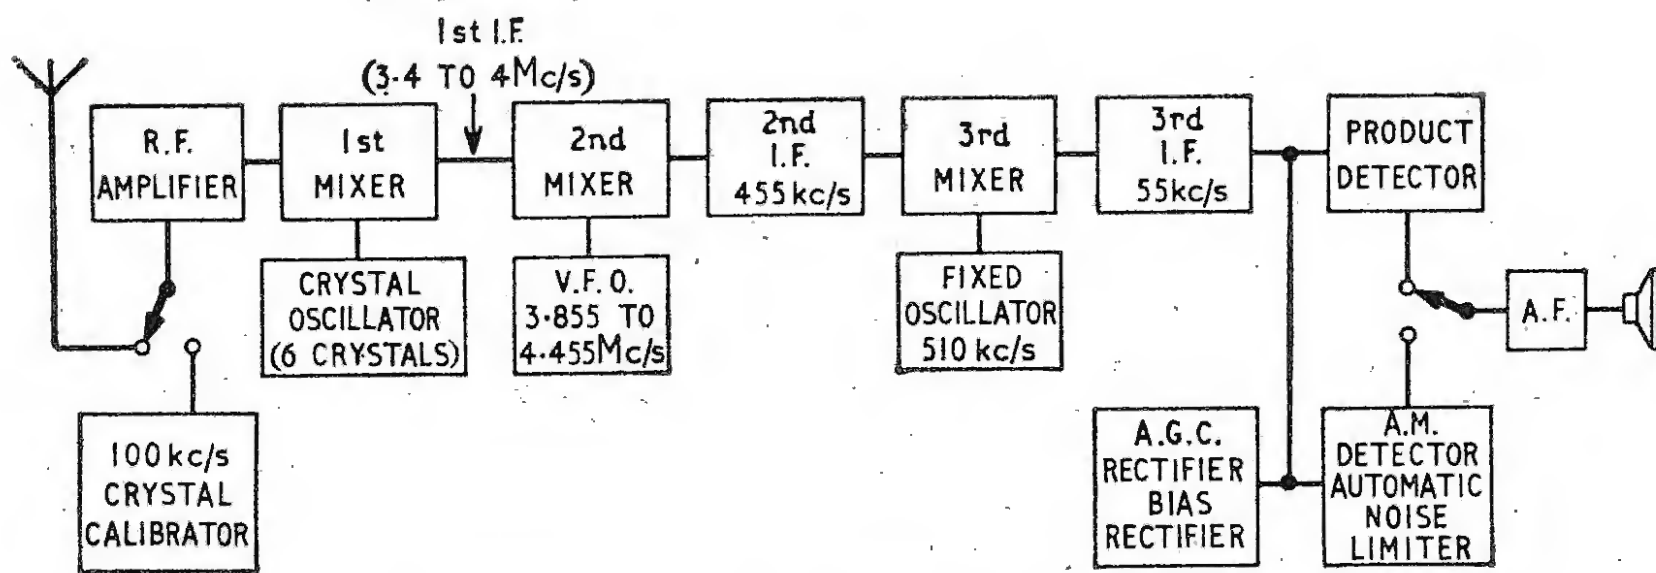 1st I.F.
(3·4 TO 4Mc/s)
R.F.
AMPLIFIER
1st
MIXER
2nd
MIXER
2nd
I.F.
455kc/s
3rd
MIXER
3rd
I.F.
55kc/s
PRODUCT
DETECTOR
CRYSTAL
OSCILLATOR
(6 CRYSTALS)
V.F.O.
3·855 TO
4·455Mc/s
FIXED
OSCILLATOR
510 kc/s
A.F.
100kc/s
CRYSTAL
CALIBRATOR
A.G.C.
RECTIFIER
BIAS
RECTIFIER
A.M.
DETECTOR
AUTOMATIC
NOISE
LIMITER